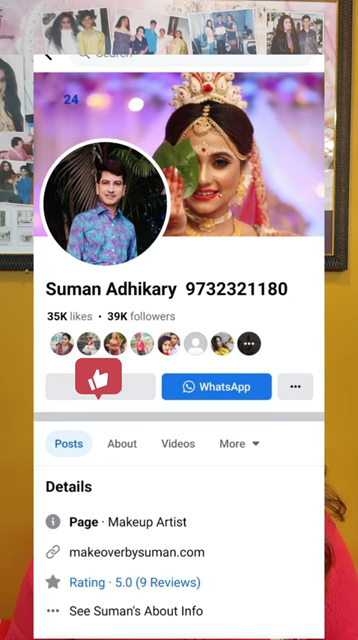 Search
24
Suman Adhikary 9732321180
35K likes • 39K followers
WhatsApp
Posts About Videos More
Details
Page · Makeup Artist
makeoverbysuman.com
Rating · 5.0 (9 Reviews)
See Suman's About Info